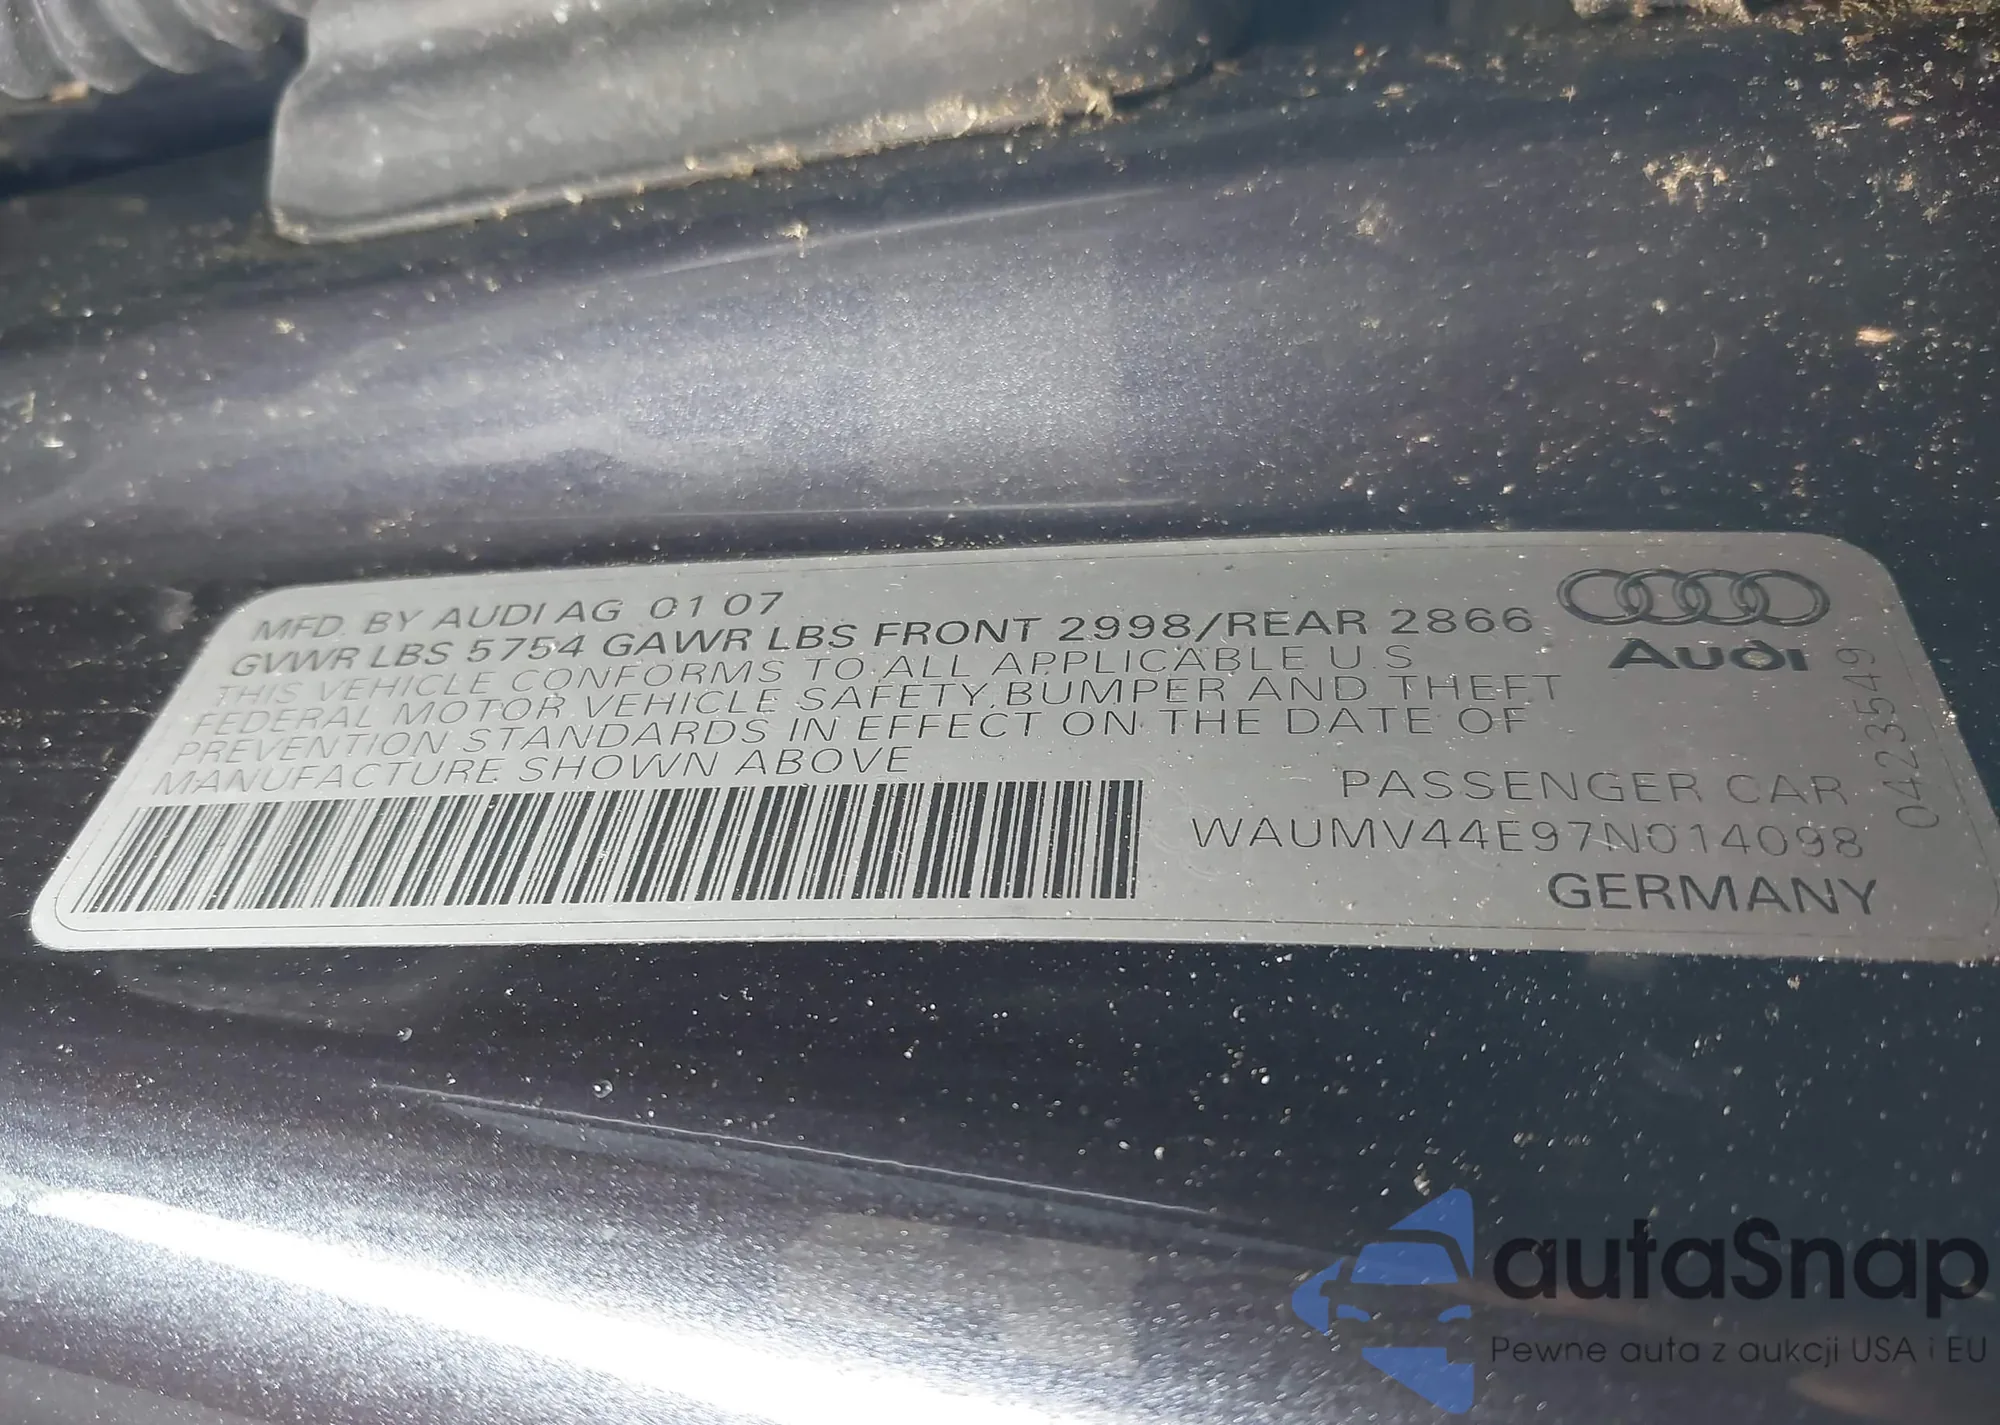 MFD. BY AUDI AG 01 07
GVWR LBS 5754 GAWR LBS FRONT 2998/REAR 2866
THIS VEHICLE CONFORMS TO ALL APPLICABLE U.S
FEDERAL MOTOR VEHICLE SAFETY, BUMPER AND THEFT
PREVENTION STANDARDS IN EFFECT ON THE DATE OF
MANUFACTURE SHOWN ABOVE
Audi
0423549
PASSENGER CAR
WAUMV44E97N014098
GERMANY
autaSnap
Pewne auta z aukcji USA i EU